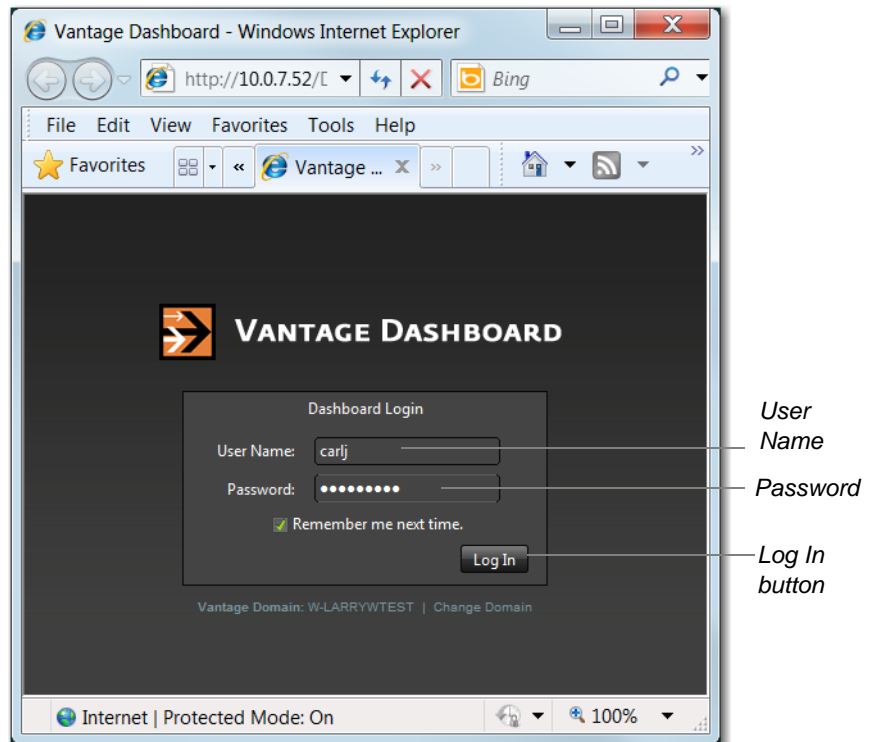 Vantage Dashboard - Windows Internet Explorer
http://10.0.7.52/D
Bing
File Edit View Favorites Tools Help
Favorites
« Vantage ... X »
»
VANTAGE DASHBOARD
Dashboard Login
User Name: carlj
Password: •••••••••
Remember me next time.
Log In
Vantage Domain: W-LARRYWTEST | Change Domain
Internet | Protected Mode: On
100%
User
Name
Password
Log In
button